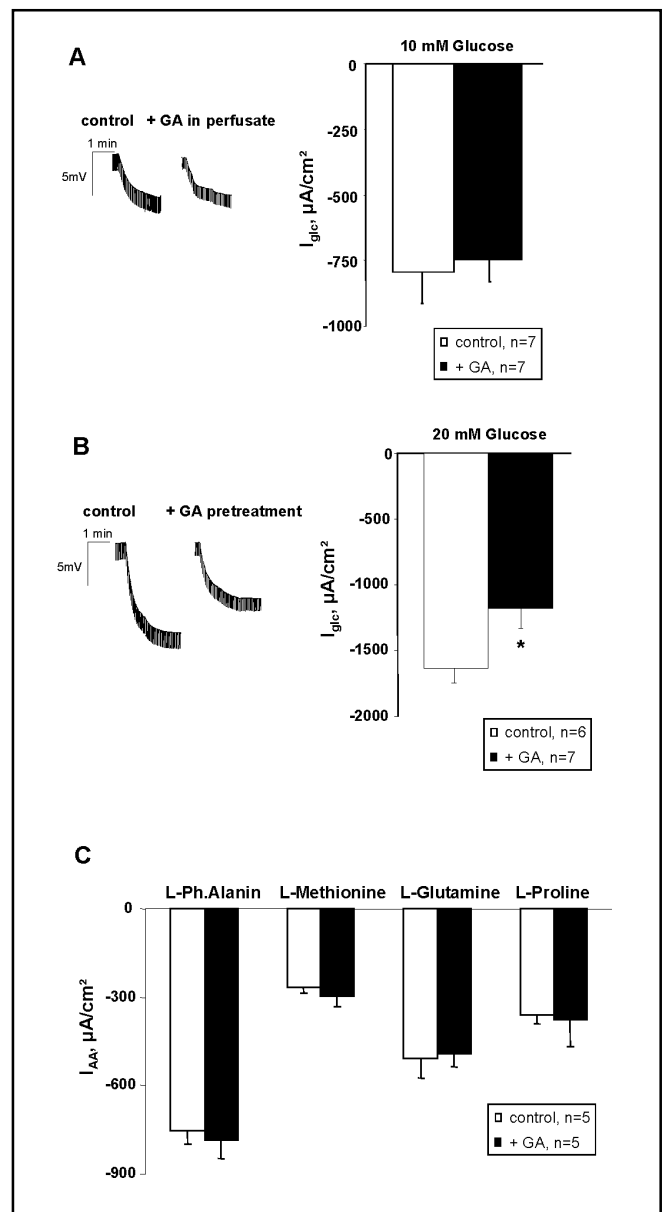 A
10 mM Glucose
control + GA in perfusate
1 min
5mV
0
-250
-500
-750
-1000
Iglc, µA/cm²
control, n=7
+ GA, n=7
B
20 mM Glucose
control + GA pretreatment
1 min
5mV
0
-500
-1000
-1500
-2000
Iglc, µA/cm²
*
control, n=6
+ GA, n=7
C
L-Ph.Alanin L-Methionine L-Glutamine L-Proline
0
-300
-600
-900
IAA, µA/cm²
control, n=5
+ GA, n=5